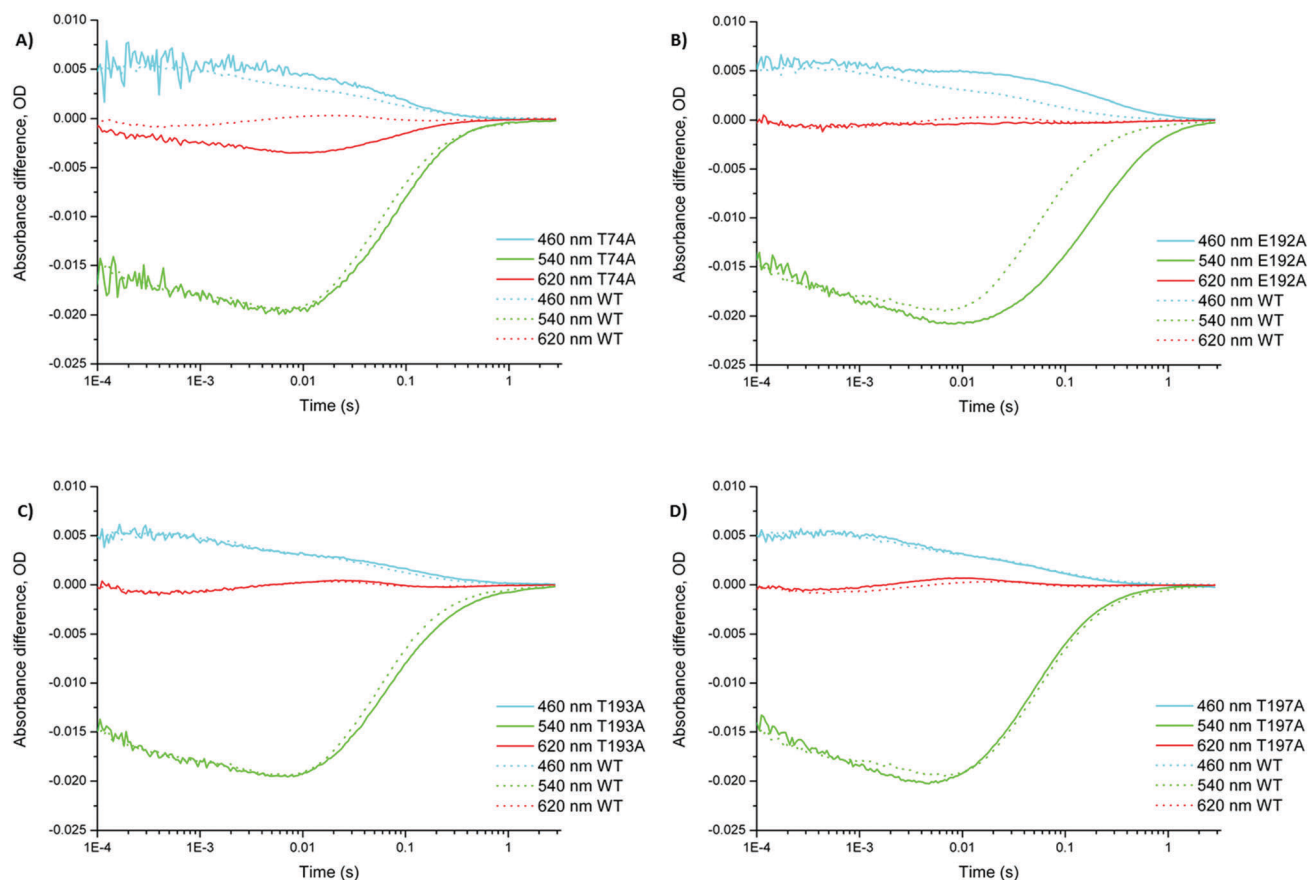 A)
0.010
0.005
0.000
-0.005
-0.010
-0.015
-0.020
-0.025
Absorbance difference, OD
460 nm T74A
540 nm T74A
620 nm T74A
460 nm WT
540 nm WT
620 nm WT
1E-4 1E-3 0.01 0.1 1
Time (s)
B)
0.010
0.005
0.000
-0.005
-0.010
-0.015
-0.020
-0.025
Absorbance difference, OD
460 nm E192A
540 nm E192A
620 nm E192A
460 nm WT
540 nm WT
620 nm WT
1E-4 1E-3 0.01 0.1 1
Time (s)
C)
0.010
0.005
0.000
-0.005
-0.010
-0.015
-0.020
-0.025
Absorbance difference, OD
460 nm T193A
540 nm T193A
620 nm T193A
460 nm WT
540 nm WT
620 nm WT
1E-4 1E-3 0.01 0.1 1
Time (s)
D)
0.010
0.005
0.000
-0.005
-0.010
-0.015
-0.020
-0.025
Absorbance difference, OD
460 nm T197A
540 nm T197A
620 nm T197A
460 nm WT
540 nm WT
620 nm WT
1E-4 1E-3 0.01 0.1 1
Time (s)